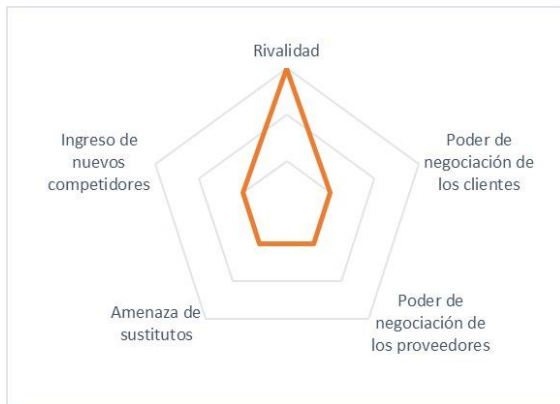 Rivalidad
Ingreso de
nuevos
competidores
Poder de
negociación de
los clientes
Amenaza de
sustitutos
Poder de
negociación de
los proveedores